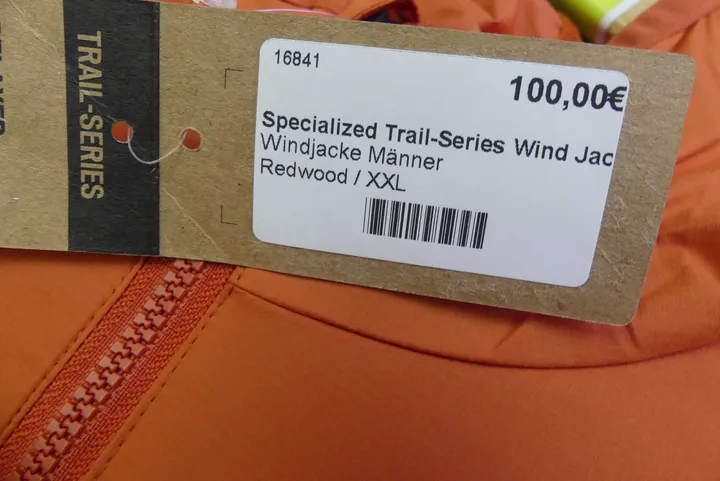 TRAIL-SERIES
16841
100,00€
Specialized Trail-Series Wind Jac
Windjacke Männer
Redwood / XXL